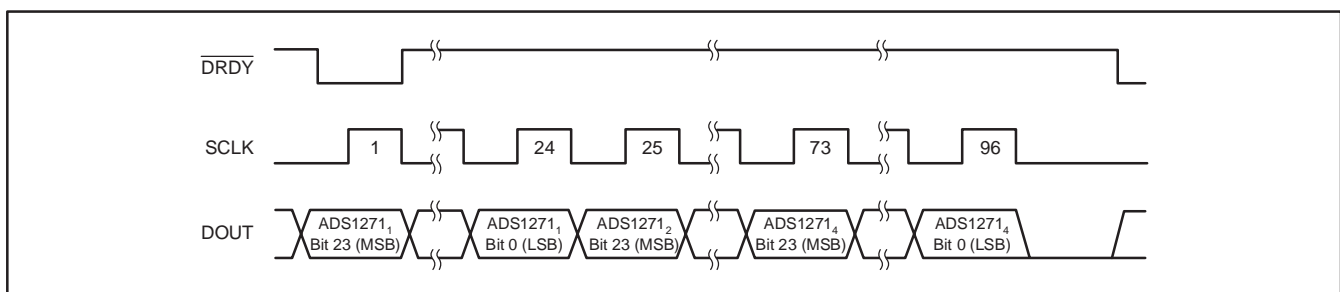 DRDY
SCLK
1
24
25
73
96
DOUT
ADS1271₁
Bit 23 (MSB)
ADS1271₁
Bit 0 (LSB)
ADS1271₂
Bit 23 (MSB)
ADS1271₄
Bit 23 (MSB)
ADS1271₄
Bit 0 (LSB)